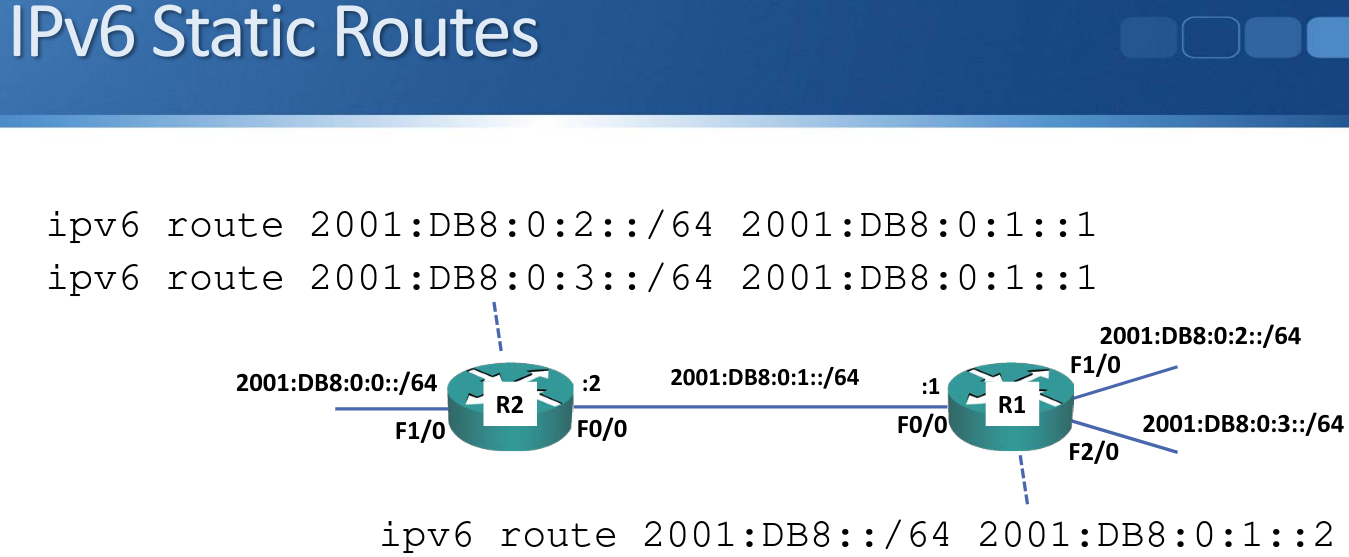 IPv6 Static Routes
ipv6 route 2001:DB8:0:2::/64 2001:DB8:0:1::1
ipv6 route 2001:DB8:0:3::/64 2001:DB8:0:1::1
2001:DB8:0:2::/64
F1/0
2001:DB8:0:0::/64
:2
2001:DB8:0:1::/64
:1
R2
R1
F1/0
F0/0
F0/0
2001:DB8:0:3::/64
F2/0
ipv6 route 2001:DB8::/64 2001:DB8:0:1::2